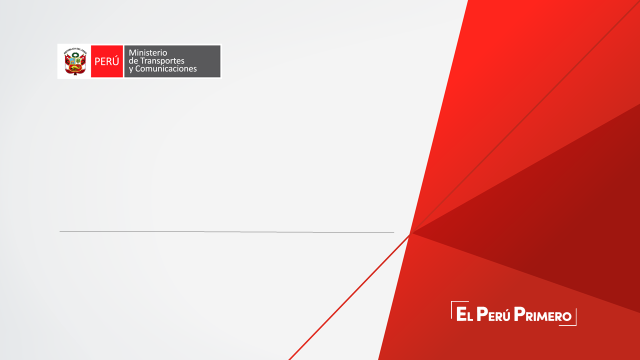 PERÚ
Ministerio
de Transportes
y Comunicaciones
EL PERÚ PRIMERO